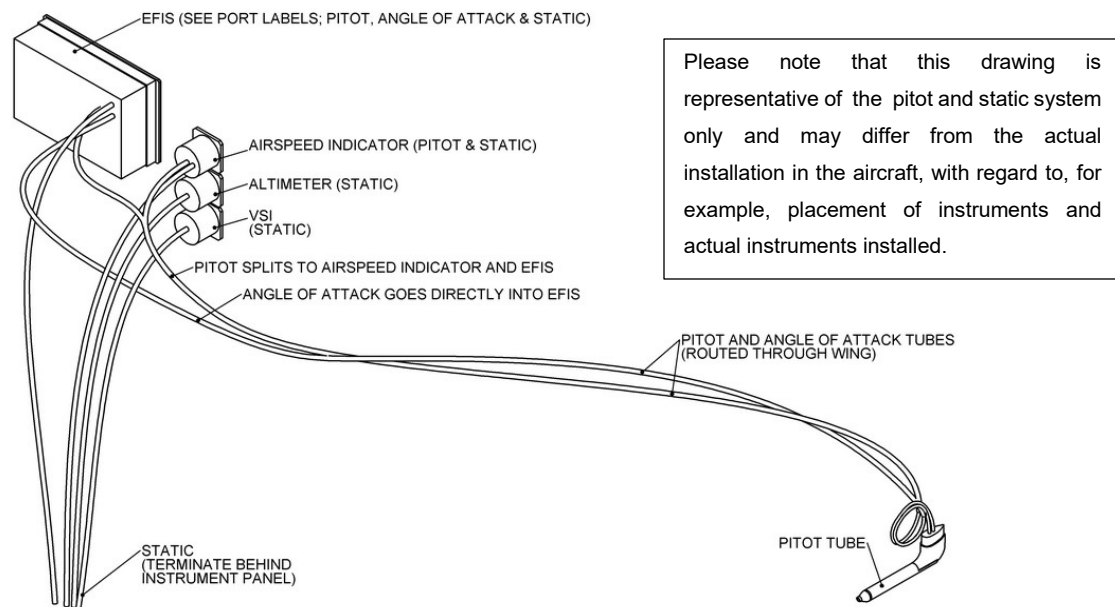 EFIS (SEE PORT LABELS; PITOT, ANGLE OF ATTACK & STATIC)
Please note that this drawing is
representative of the pitot and static system
only and may differ from the actual
installation in the aircraft, with regard to, for
example, placement of instruments and
actual instruments installed.
AIRSPEED INDICATOR (PITOT & STATIC)
ALTIMETER (STATIC)
VSI
(STATIC)
PITOT SPLITS TO AIRSPEED INDICATOR AND EFIS
ANGLE OF ATTACK GOES DIRECTLY INTO EFIS
PITOT AND ANGLE OF ATTACK TUBES
(ROUTED THROUGH WING)
PITOT TUBE
STATIC
(TERMINATE BEHIND
INSTRUMENT PANEL)